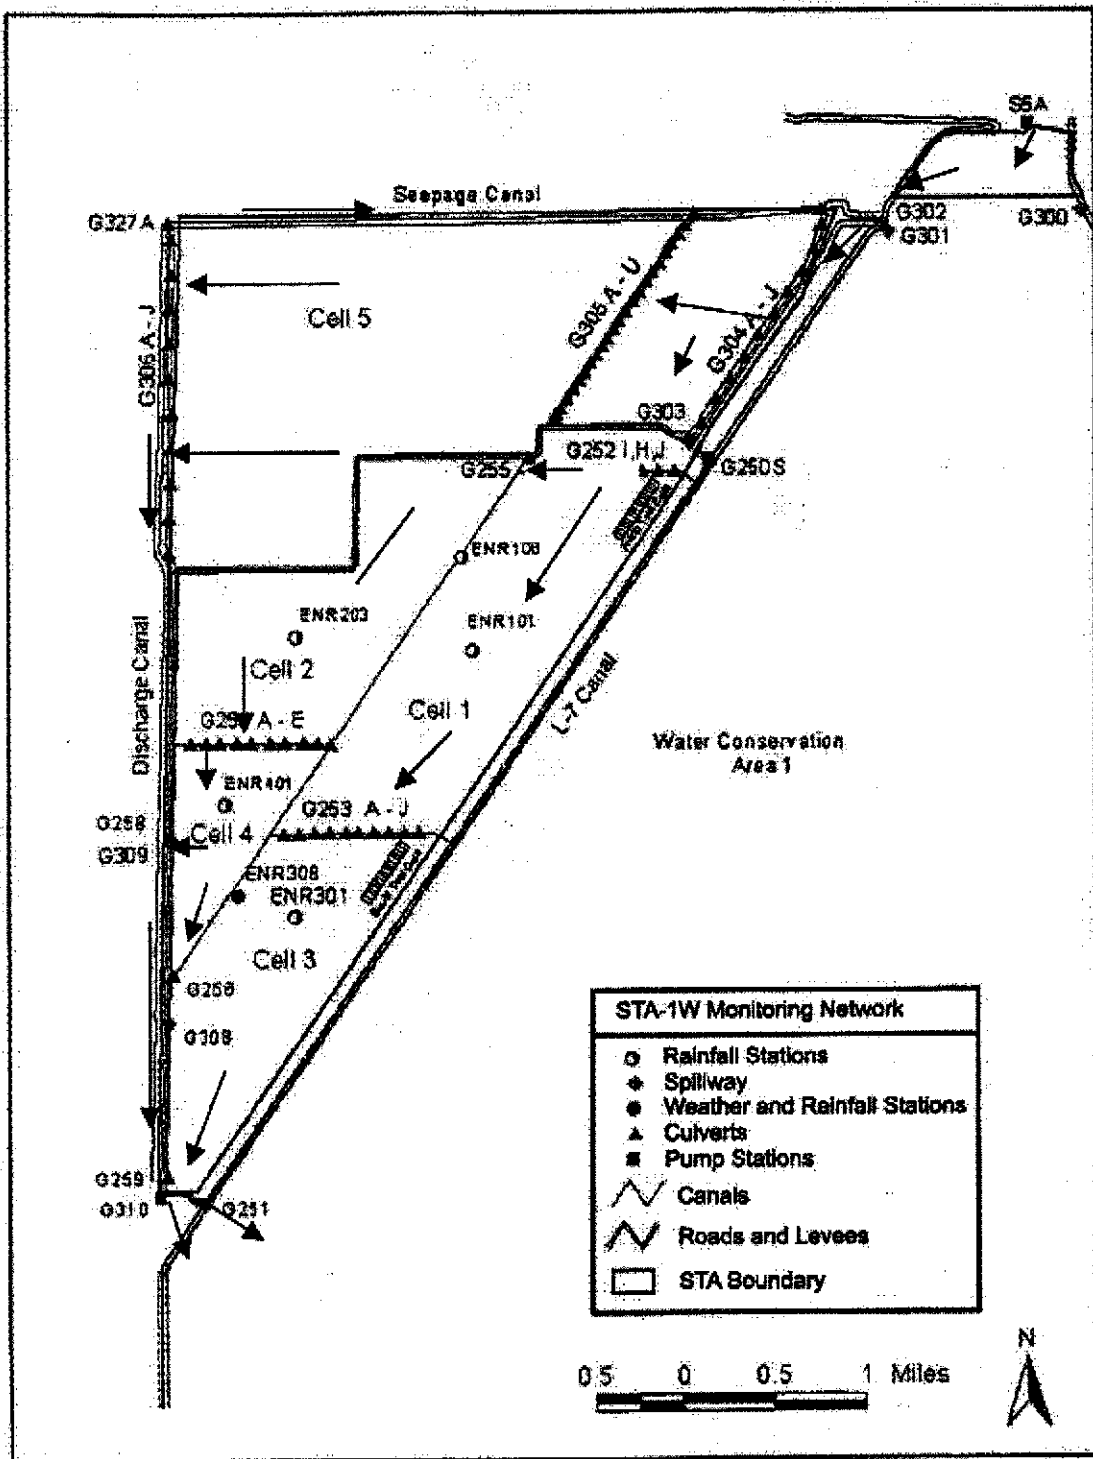 S5A
Seepage Canal
G327A
G302
G300
G301
G305 A - U
Cell 5
G304 A - J
G306 A - J
G303
G252 I,H,J
G255
G250S
ENR203
ENR101
Cell 2
Discharge Canal
Cell 1
L-7 Canal
A - E
Water Conservation
Area 1
ENR401
G253 A - J
G258
Cell 4
G309
ENR308
ENR301
Cell 3
G256
G308
STA-1W Monitoring Network
Rainfall Stations
Spillway
Weather and Rainfall Stations
Culverts
Pump Stations
Canals
Roads and Levees
STA Boundary
G259
G310
G251
N
0.5 0 0.5 1 Miles